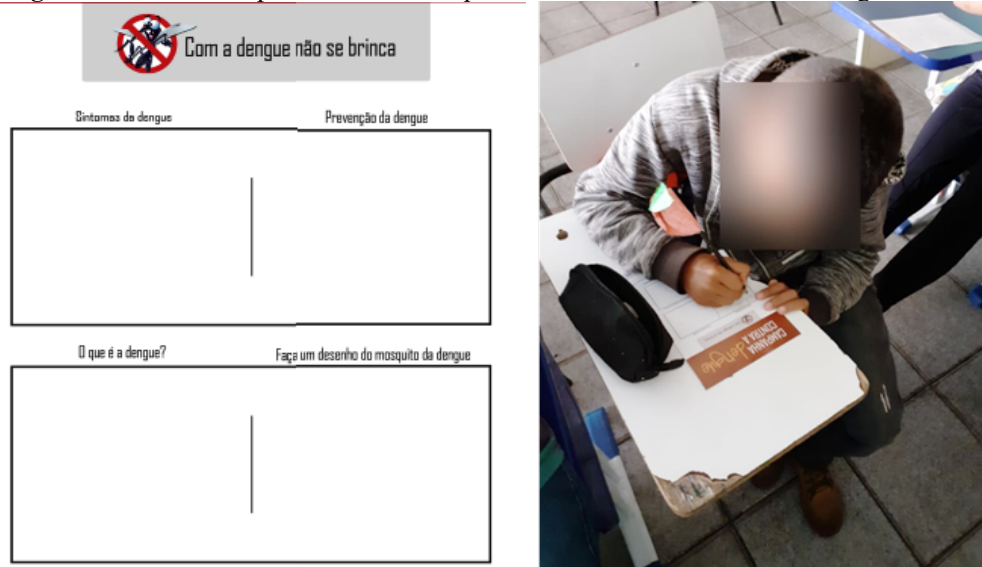 Com a dengue não se brinca
Sintomas da dengue
Prevenção da dengue
O que é a dengue?
Faça um desenho do mosquito da dengue
CAMPANHA
CONTRA A
dengue